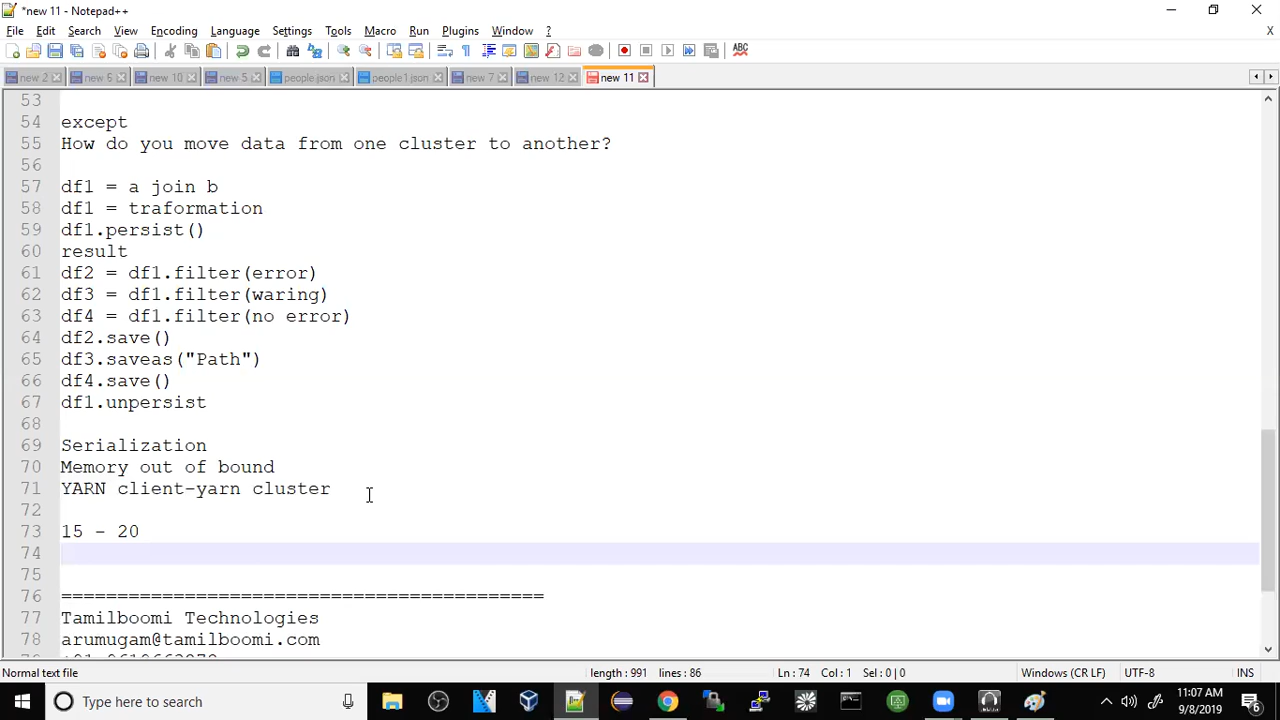 *new 11 - Notepad++
File Edit Search View Encoding Language Settings Tools Macro Run Plugins Window ? X
new 2 new 6 new 10 new 5 people.json people1.json new 7 new 12 new 11
53
54 except
55 How do you move data from one cluster to another?
56
57 df1 = a join b
58 df1 = traformation
59 df1.persist()
60 result
61 df2 = df1.filter(error)
62 df3 = df1.filter(waring)
63 df4 = df1.filter(no error)
64 df2.save()
65 df3.saveas("Path")
66 df4.save()
67 df1.unpersist
68
69 Serialization
70 Memory out of bound
71 YARN client-yarn cluster
72
73 15 - 20
74
75
76 ===========================================
77 Tamilboomi Technologies
78 arumugam@tamilboomi.com
Normal text file length : 991 lines : 86 Ln : 74 Col : 1 Sel : 0 | 0 Windows (CR LF) UTF-8 INS
Type here to search
11:07 AM
9/8/2019
6